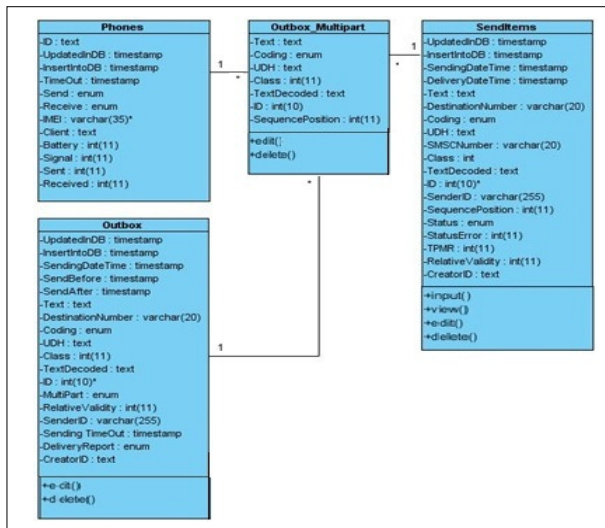 Phones
-ID : text
-UpdatedInDB : timestamp
-InsertIntoDB : timestamp
-TimeOut : timestamp
-Send : enum
-Receive : enum
-IMEI : varchar(35)*
-Client : text
-Battery : int(11)
-Signal : int(11)
-Sent : int(11)
-Received : int(11)
1
*
Outbox_Multipart
-Text : text
-Coding : enum
-UDH : text
-Class : int(11)
-TextDecoded : text
-ID : int(10)
-SequencePosition : int(11)
+edit()
+delete()
1
*
*
SendItems
-UpdatedInDB : timestamp
-InsertIntoDB : timestamp
-SendingDateTime : timestamp
-DeliveryDateTime : timestamp
-Text : text
-DestinationNumber : varchar(20)
-Coding : enum
-UDH : text
-SMSCNumber : varchar(20)
-Class : int
-TextDecoded : text
-ID : int(10)*
-SenderID : varchar(255)
-SequencePosition : int(11)
-Status : enum
-StatusError : int(11)
-TPMR : int(11)
-RelativeValidity : int(11)
-CreatorID : text
+input()
+view()
+edit()
+delete()
Outbox
-UpdatedInDB : timestamp
-InsertIntoDB : timestamp
-SendingDateTime : timestamp
-SendBefore : timestamp
-SendAfter : timestamp
-Text : text
-DestinationNumber : varchar(20)
-Coding : enum
-UDH : text
-Class : int(11)
-TextDecoded : text
-ID : int(10)*
-MultiPart : enum
-RelativeValidity : int(11)
-SenderID : varchar(255)
-Sending TimeOut : timestamp
-DeliveryReport : enum
-CreatorID : text
+edit()
+delete()
1